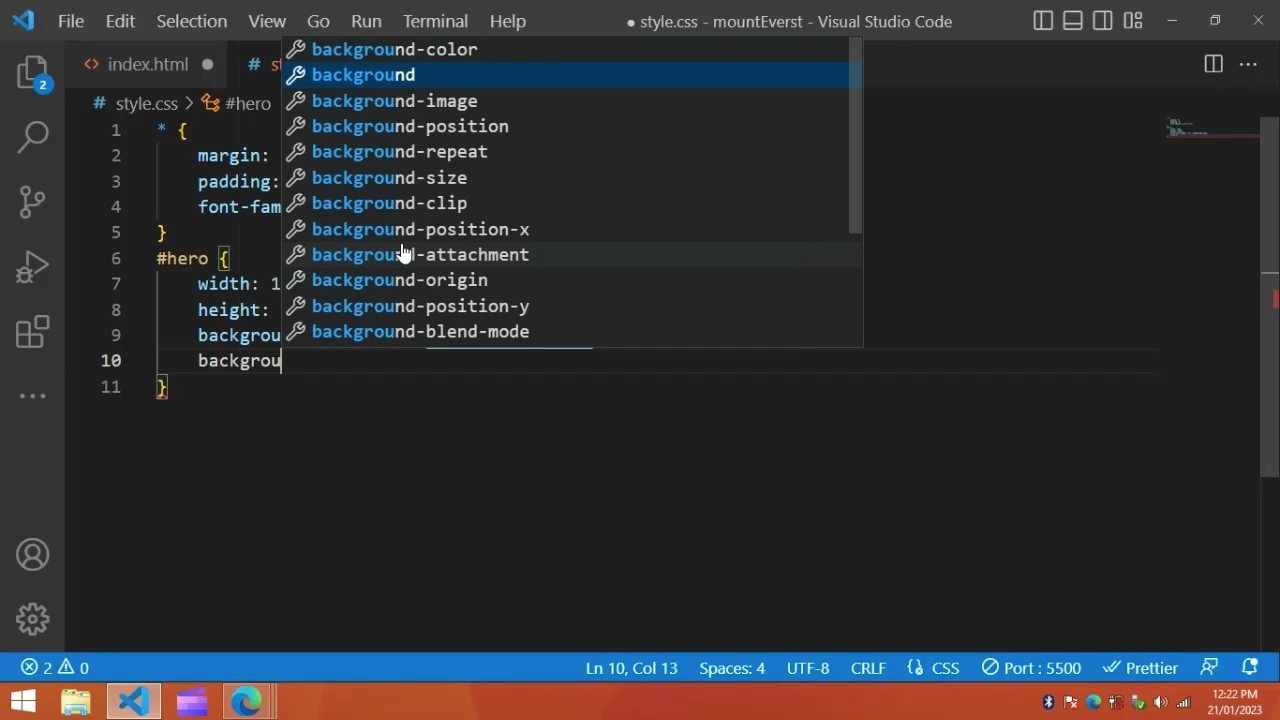 File Edit Selection View Go Run Terminal Help ● style.css - mountEverst - Visual Studio Code
index.html ●
# style.css > #hero
1 * {
2 margin:
3 padding:
4 font-fam
5 }
6 #hero {
7 width: 1
8 height:
9 backgrou
10 backgrou
11 }
background-color
background
background-image
background-position
background-repeat
background-size
background-clip
background-position-x
background-attachment
background-origin
background-position-y
background-blend-mode
2
2 0 Ln 10, Col 13 Spaces: 4 UTF-8 CRLF {} CSS Port : 5500 Prettier
12:22 PM
21/01/2023